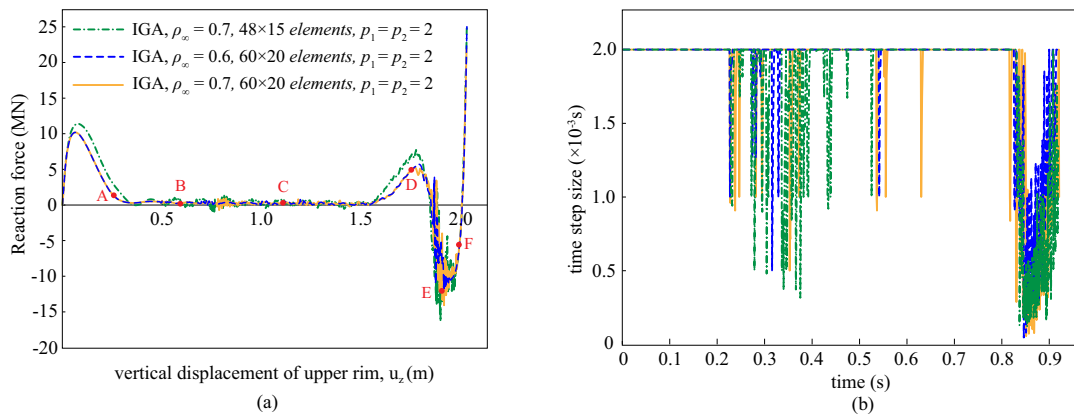 25
20
15
10
5
0
-5
-10
-15
-20
Reaction force (MN)
IGA, ρ∞ = 0.7, 48×15 elements, p₁ = p₂ = 2
IGA, ρ∞ = 0.6, 60×20 elements, p₁ = p₂ = 2
IGA, ρ∞ = 0.7, 60×20 elements, p₁ = p₂ = 2
A
B
C
D
E
F
0.5 1.0 1.5 2.0
vertical displacement of upper rim, u_z (m)
(a)
2.0
1.5
1.0
0.5
0
time step size (×10⁻³s)
0 0.1 0.2 0.3 0.4 0.5 0.6 0.7 0.8 0.9
time (s)
(b)